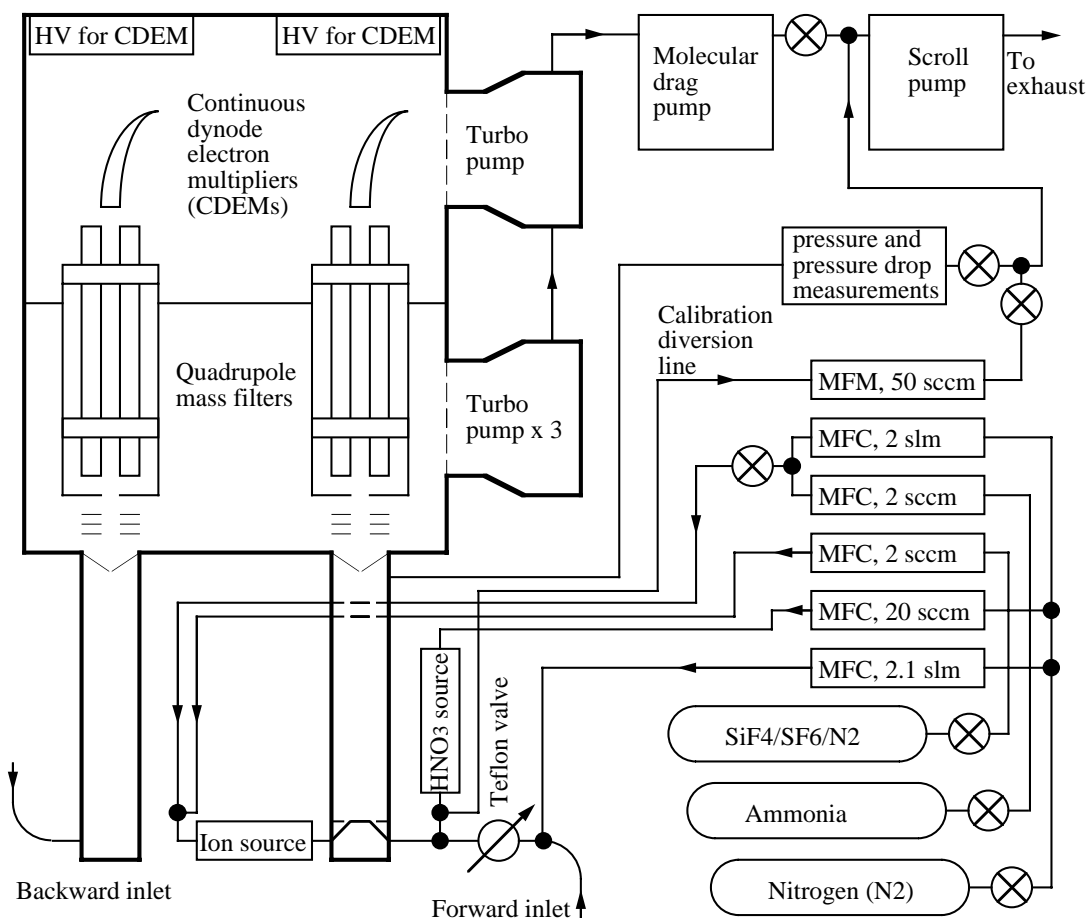 HV for CDEM
HV for CDEM
Continuous
dynode
electron
multipliers
(CDEMs)
Turbo
pump
Molecular
drag
pump
Scroll
pump
To
exhaust
pressure and
pressure drop
measurements
Calibration
diversion
line
Quadrupole
mass filters
Turbo
pump x 3
MFM, 50 sccm
MFC, 2 slm
MFC, 2 sccm
MFC, 2 sccm
MFC, 20 sccm
MFC, 2.1 slm
HNO3 source
Teflon valve
SiF4/SF6/N2
Ammonia
Nitrogen (N2)
Ion source
Backward inlet
Forward inlet